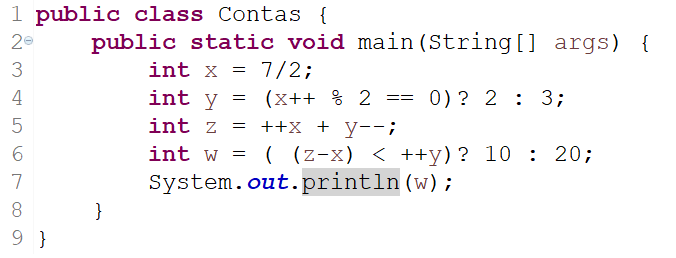 1 public class Contas {
2 public static void main(String[] args) {
3 int x = 7/2;
4 int y = (x++ % 2 == 0)? 2 : 3;
5 int z = ++x + y--;
6 int w = ( (z-x) < ++y)? 10 : 20;
7 System.out.println(w);
8 }
9 }